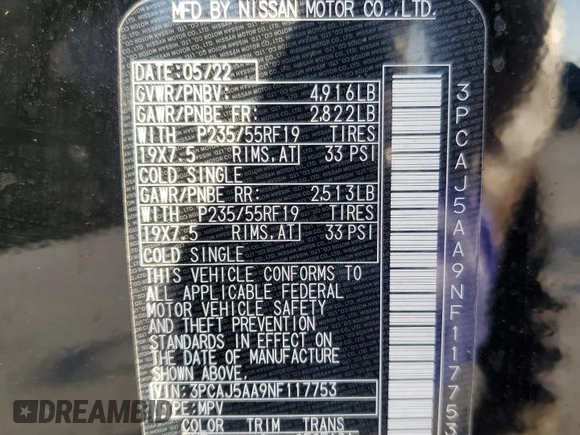 MFD BY NISSAN MOTOR CO.,LTD.
DATE:05/22
GVWR/PNBV: 4,916LB
GAWR/PNBE FR: 2,822LB
WITH P235/55RF19 TIRES
19X7.5 RIMS,AT 33 PSI
COLD SINGLE
GAWR/PNBE RR: 2,513LB
WITH P235/55RF19 TIRES
19X7.5 RIMS,AT 33 PSI
COLD SINGLE
THIS VEHICLE CONFORMS TO
ALL APPLICABLE FEDERAL
MOTOR VEHICLE SAFETY
AND THEFT PREVENTION
STANDARDS IN EFFECT ON
THE DATE OF MANUFACTURE
SHOWN ABOVE.
VIN:3PCAJ5AA9NF117753
TYPE:MPV
COLOR TRIM TRANS
3PCAJ5AA9NF117753
DREAMBID